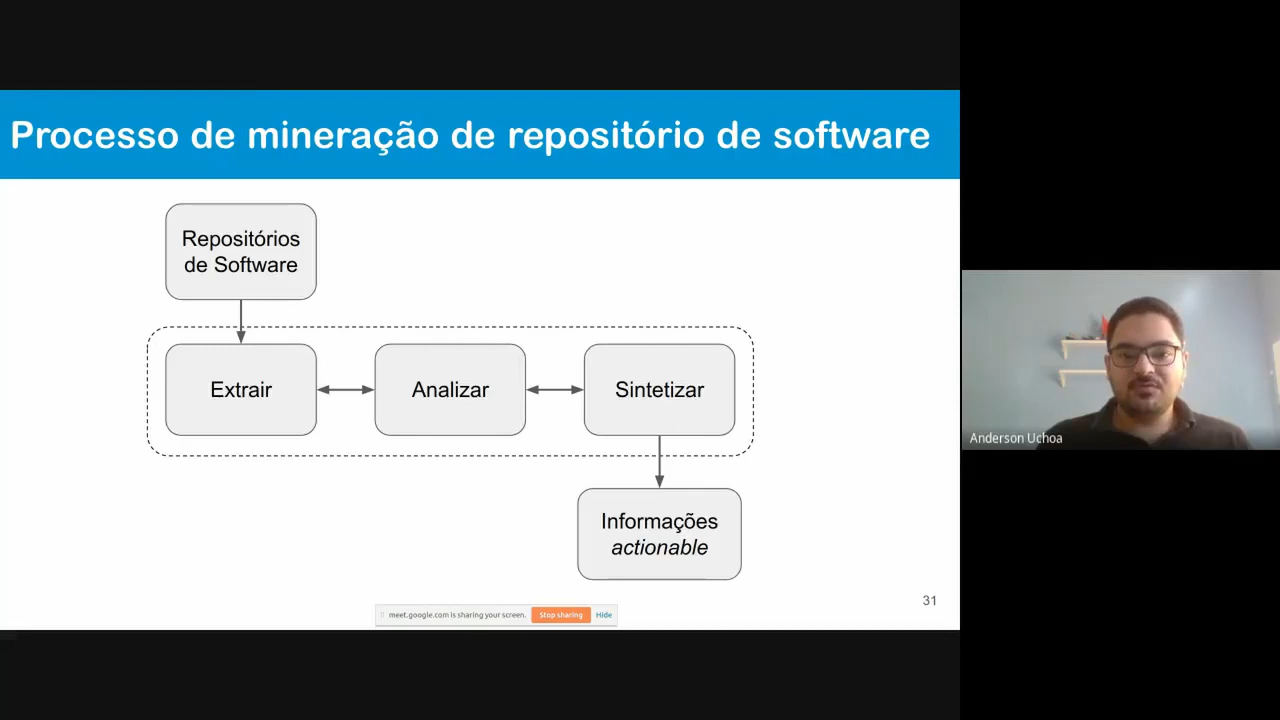 Processo de mineração de repositório de software
Repositórios
de Software
Extrair
Analizar
Sintetizar
Informações
actionable
31
meet.google.com is sharing your screen.
Stop sharing
Hide
Anderson Uchoa